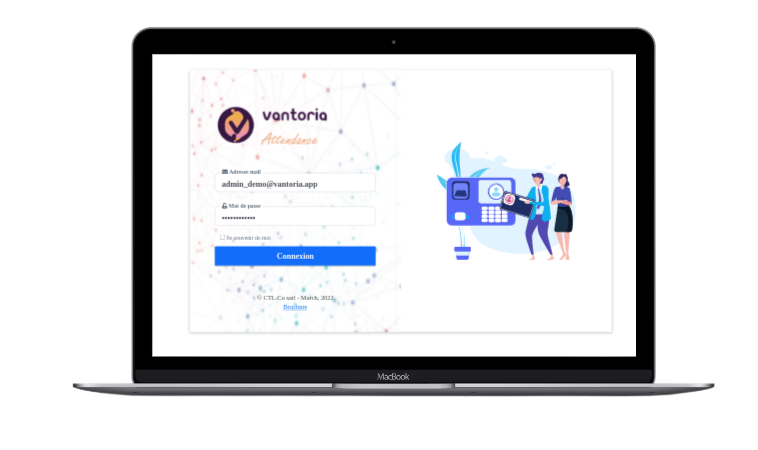 vantoria
Attendance
Adresse mail
admin_demo@vantoria.app
Mot de passe
••••••••••••
Se souvenir de moi
Connexion
© CTL.Co sarl - March, 2022
Brochure
MacBook